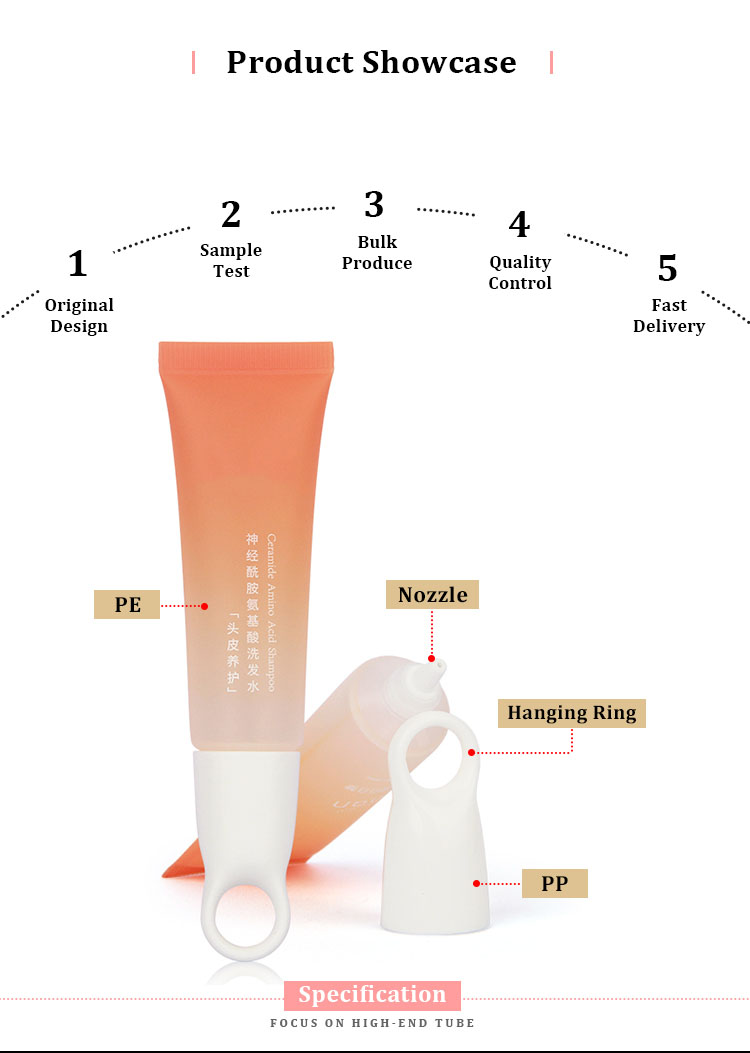 Product Showcase
1
Original
Design
2
Sample
Test
3
Bulk
Produce
4
Quality
Control
5
Fast
Delivery
Ceramide Amino Acid Shampoo
神经酰胺氨基酸洗发水
「头皮养护」
PE
Nozzle
Hanging Ring
PP
Specification
FOCUS ON HIGH-END TUBE